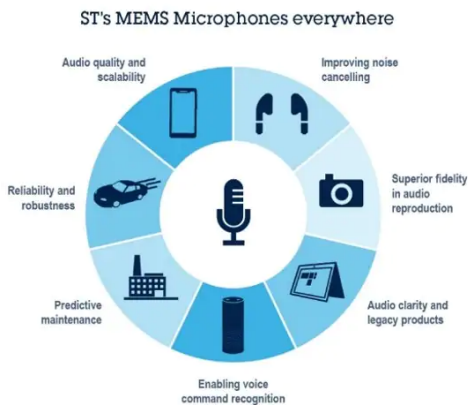 ST's MEMS Microphones everywhere
Audio quality and
scalability
Improving noise
cancelling
Reliability and
robustness
Superior fidelity
in audio
reproduction
Predictive
maintenance
Audio clarity and
legacy products
Enabling voice
command recognition